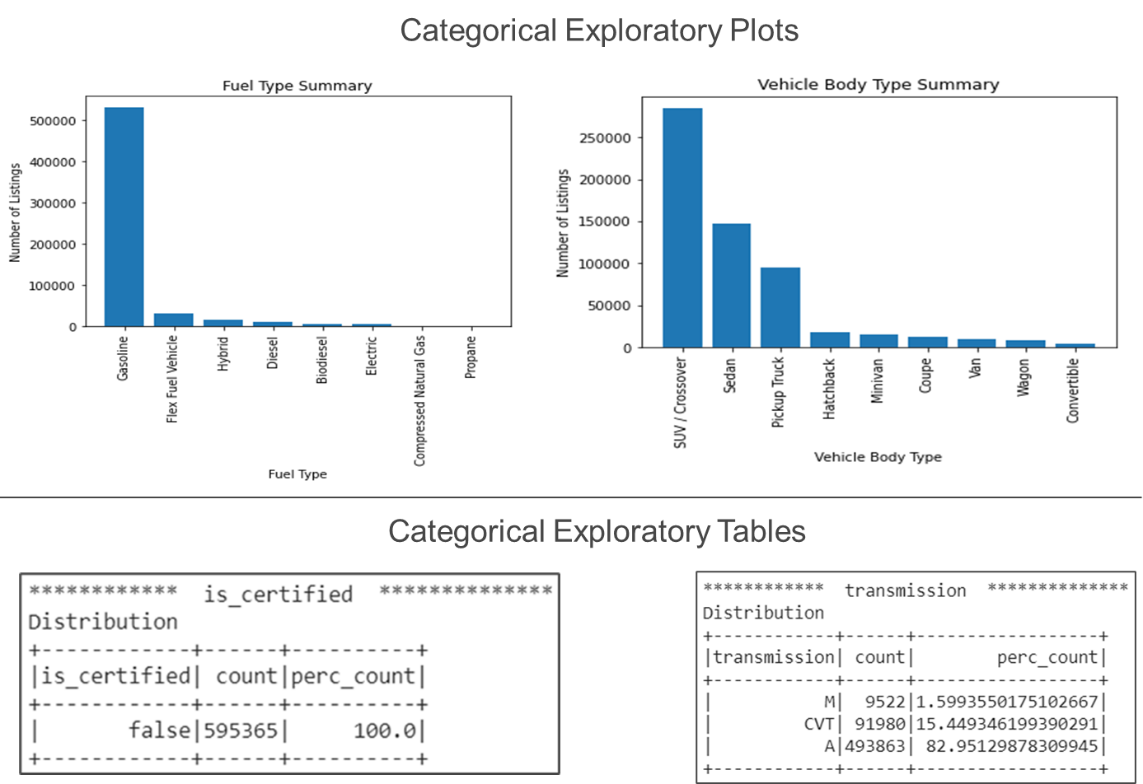 Categorical Exploratory Plots
Fuel Type Summary
Number of Listings
500000
400000
300000
200000
100000
0
Gasoline
Flex Fuel Vehicle
Hybrid
Diesel
Biodiesel
Electric
Compressed Natural Gas
Propane
Fuel Type
Vehicle Body Type Summary
Number of Listings
250000
200000
150000
100000
50000
0
SUV / Crossover
Sedan
Pickup Truck
Hatchback
Minivan
Coupe
Van
Wagon
Convertible
Vehicle Body Type
Categorical Exploratory Tables
************ is_certified **************
Distribution
+------------+------+----------+
|is_certified| count|perc_count|
+------------+------+----------+
|       false|595365|     100.0|
+------------+------+----------+
************ transmission **************
Distribution
+------------+------+------------------+
|transmission| count|        perc_count|
+------------+------+------------------+
|           M|  9522|1.5993550175102667|
|         CVT| 91980|15.449346199390291|
|           A|493863| 82.95129878309945|
+------------+------+------------------+